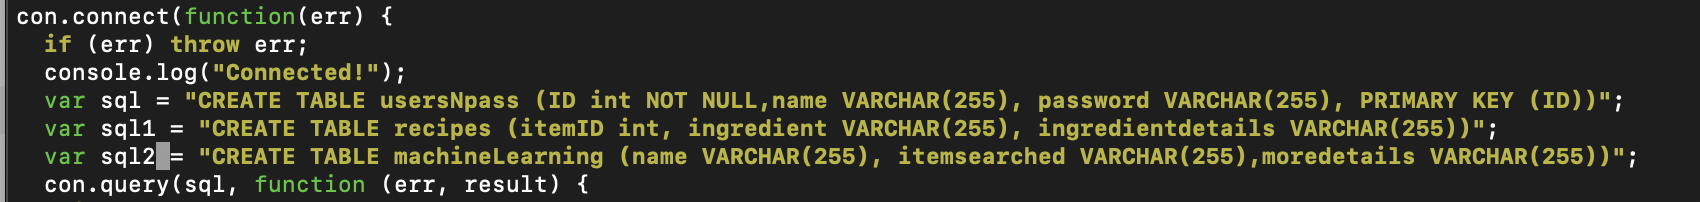 con.connect(function(err) {
  if (err) throw err;
  console.log("Connected!");
  var sql = "CREATE TABLE usersNpass (ID int NOT NULL,name VARCHAR(255), password VARCHAR(255), PRIMARY KEY (ID))";
  var sql1 = "CREATE TABLE recipes (itemID int, ingredient VARCHAR(255), ingredientdetails VARCHAR(255))";
  var sql2 = "CREATE TABLE machineLearning (name VARCHAR(255), itemsearched VARCHAR(255),moredetails VARCHAR(255))";
  con.query(sql, function (err, result) {